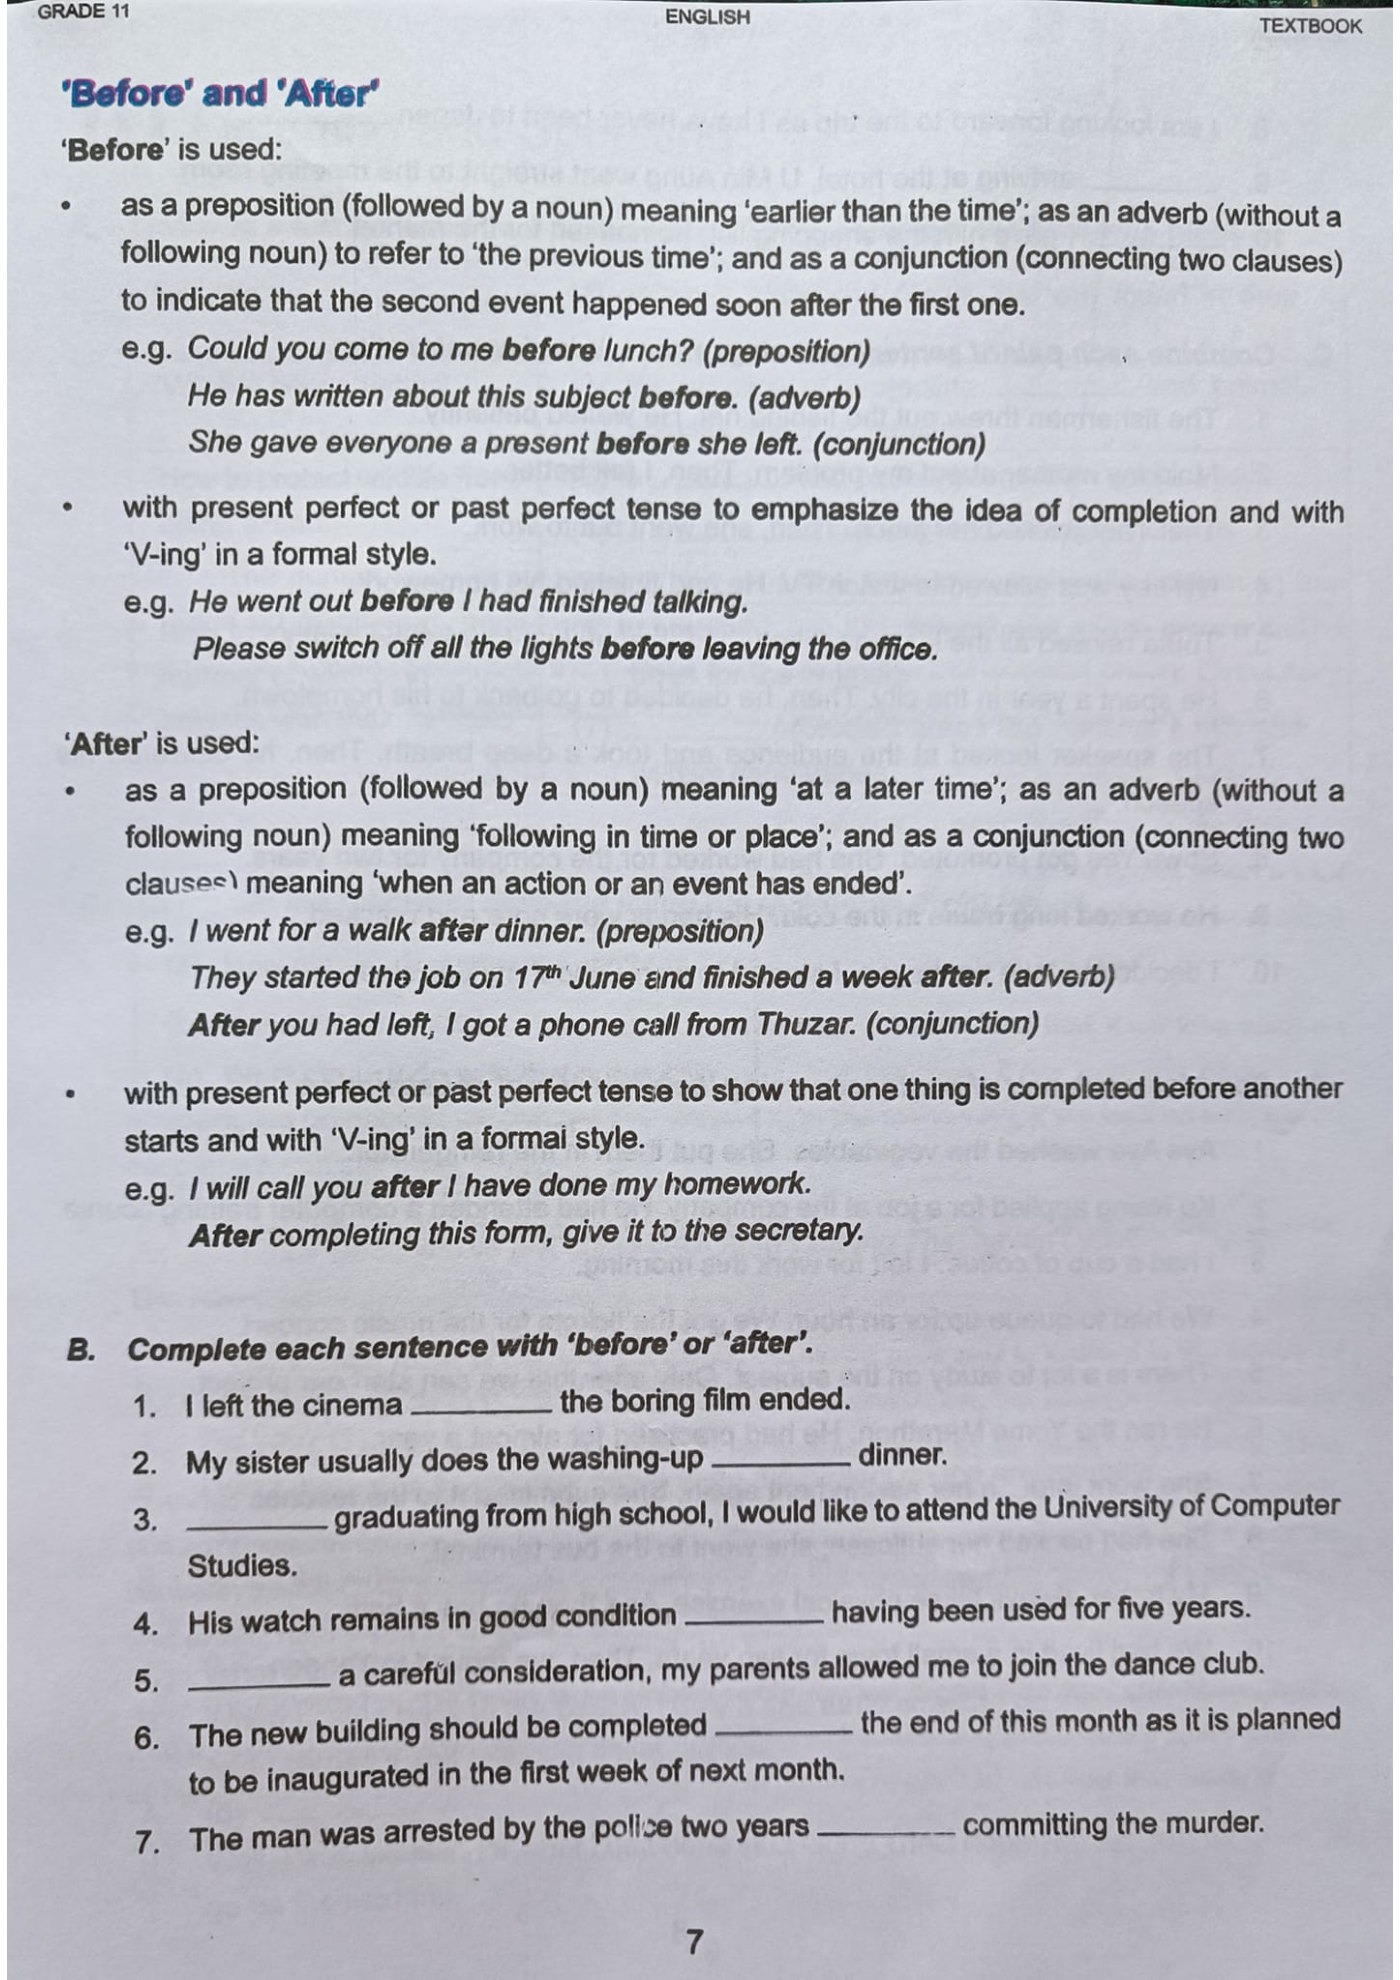 GRADE 11
ENGLISH
TEXTBOOK
'Before' and 'After'
'Before' is used:
• as a preposition (followed by a noun) meaning 'earlier than the time'; as an adverb (without a
following noun) to refer to 'the previous time'; and as a conjunction (connecting two clauses)
to indicate that the second event happened soon after the first one.
e.g. Could you come to me before lunch? (preposition)
He has written about this subject before. (adverb)
She gave everyone a present before she left. (conjunction)
• with present perfect or past perfect tense to emphasize the idea of completion and with
'V-ing' in a formal style.
e.g. He went out before I had finished talking.
Please switch off all the lights before leaving the office.
'After' is used:
• as a preposition (followed by a noun) meaning 'at a later time'; as an adverb (without a
following noun) meaning 'following in time or place'; and as a conjunction (connecting two
clauses) meaning 'when an action or an event has ended'.
e.g. I went for a walk after dinner. (preposition)
They started the job on 17th June and finished a week after. (adverb)
After you had left, I got a phone call from Thuzar. (conjunction)
• with present perfect or past perfect tense to show that one thing is completed before another
starts and with 'V-ing' in a formal style.
e.g. I will call you after I have done my homework.
After completing this form, give it to the secretary.
B. Complete each sentence with 'before' or 'after'.
1. I left the cinema ________ the boring film ended.
2. My sister usually does the washing-up ________ dinner.
3. ________ graduating from high school, I would like to attend the University of Computer
Studies.
4. His watch remains in good condition ________ having been used for five years.
5. ________ a careful consideration, my parents allowed me to join the dance club.
6. The new building should be completed ________ the end of this month as it is planned
to be inaugurated in the first week of next month.
7. The man was arrested by the police two years ________ committing the murder.
7